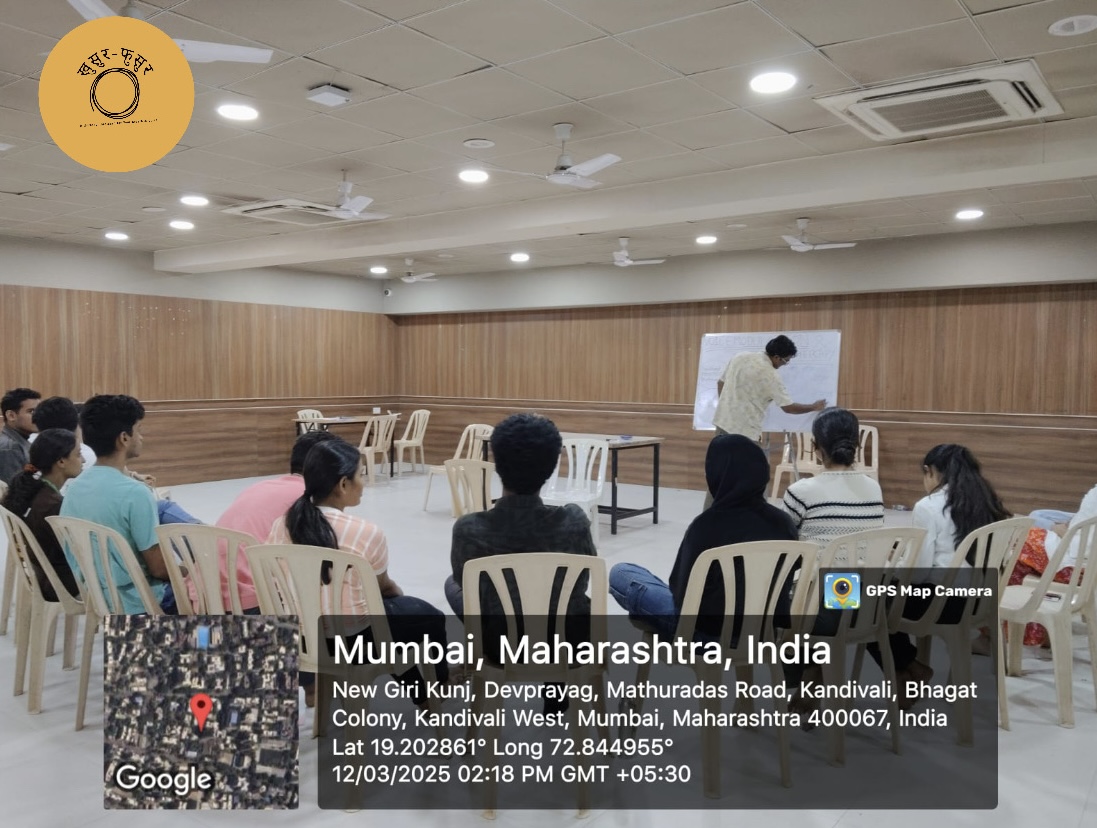 खुसुर-फुसुर
GPS Map Camera
Mumbai, Maharashtra, India
New Giri Kunj, Devprayag, Mathuradas Road, Kandivali, Bhagat
Colony, Kandivali West, Mumbai, Maharashtra 400067, India
Lat 19.202861° Long 72.844955°
12/03/2025 02:18 PM GMT +05:30
Google